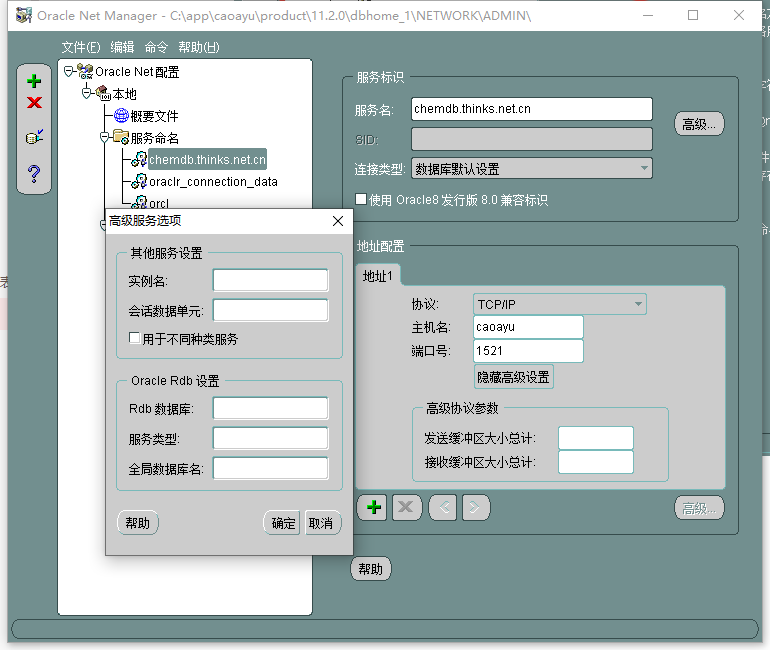 Oracle Net Manager - C:\app\caoayu\product\11.2.0\dbhome_1\NETWORK\ADMIN\
文件(F) 编辑 命令 帮助(H)
Oracle Net 配置
本地
概要文件
服务命名
chemdb.thinks.net.cn
oraclr_connection_data
orcl
服务标识
服务名: chemdb.thinks.net.cn
高级...
SID:
连接类型: 数据库默认设置
使用 Oracle8 发行版 8.0 兼容标识
地址配置
地址1
协议: TCP/IP
主机名: caoayu
端口号: 1521
隐藏高级设置
高级协议参数
发送缓冲区大小总计:
接收缓冲区大小总计:
高级...
帮助
高级服务选项
其他服务设置
实例名:
会话数据单元:
用于不同种类服务
Oracle Rdb 设置
Rdb 数据库:
服务类型:
全局数据库名:
帮助 确定 取消